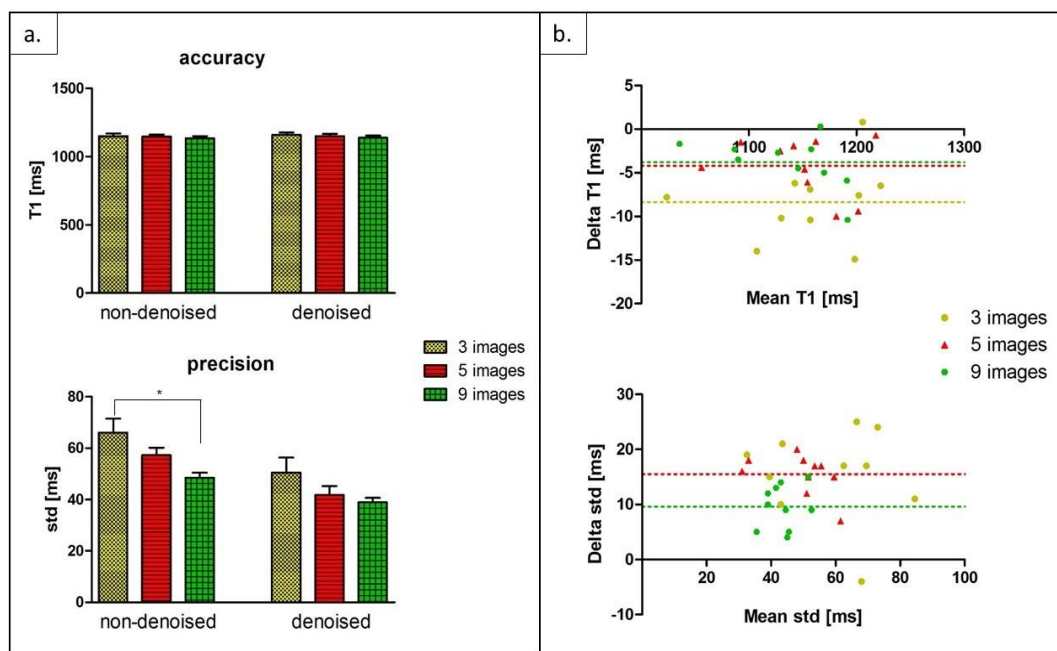 a.
accuracy
1500
1000
500
0
T1 [ms]
non-denoised
denoised
precision
3 images
5 images
9 images
80
60
40
20
0
std [ms]
*
non-denoised
denoised
b.
5
0
-5
-10
-15
-20
Delta T1 [ms]
1100
1200
1300
Mean T1 [ms]
3 images
5 images
9 images
30
20
10
0
-10
Delta std [ms]
20
40
60
80
100
Mean std [ms]